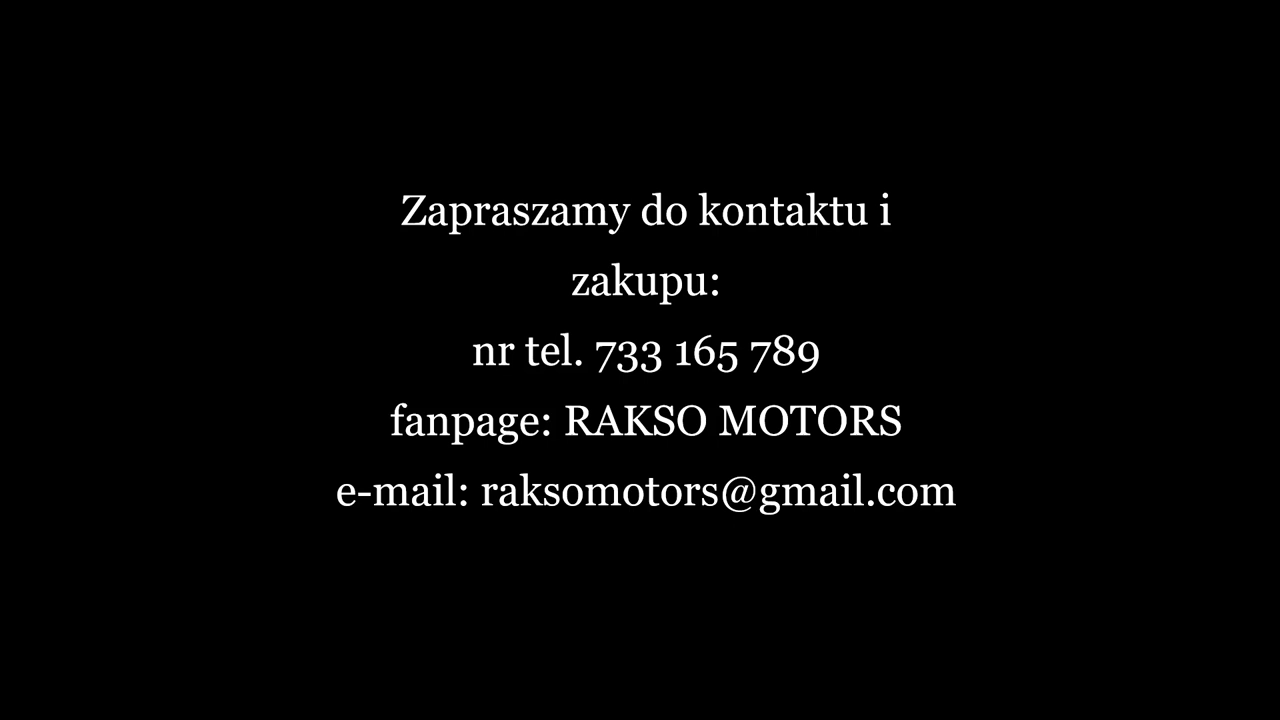 Zapraszamy do kontaktu i
zakupu:
nr tel. 733 165 789
fanpage: RAKSO MOTORS
e-mail: raksomotors@gmail.com